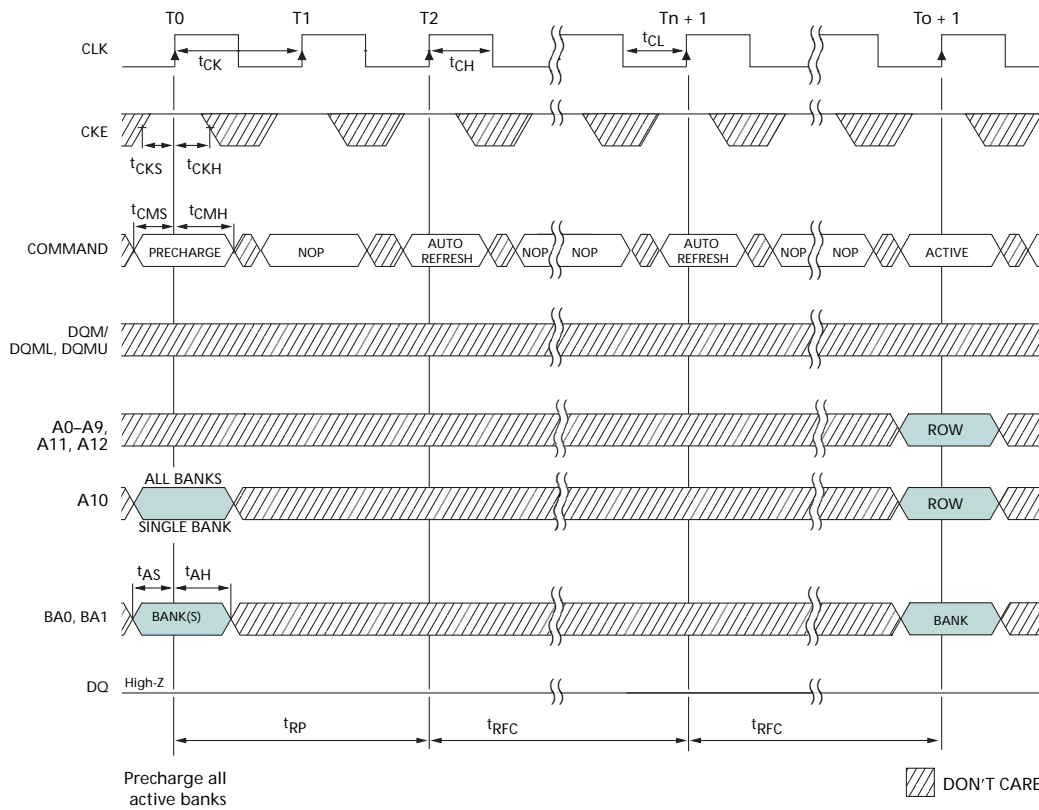 T0 T1 T2 Tn + 1 To + 1
CLK
tCK tCH tCL
CKE
tCKS tCKH
tCMS tCMH
COMMAND PRECHARGE NOP AUTO REFRESH NOP NOP AUTO REFRESH NOP NOP ACTIVE
DQM/
DQML, DQMU
A0–A9,
A11, A12
ROW
ALL BANKS
A10 ROW
SINGLE BANK
tAS tAH
BA0, BA1 BANK(S) BANK
DQ High-Z
tRP tRFC tRFC
Precharge all
active banks
DON'T CARE